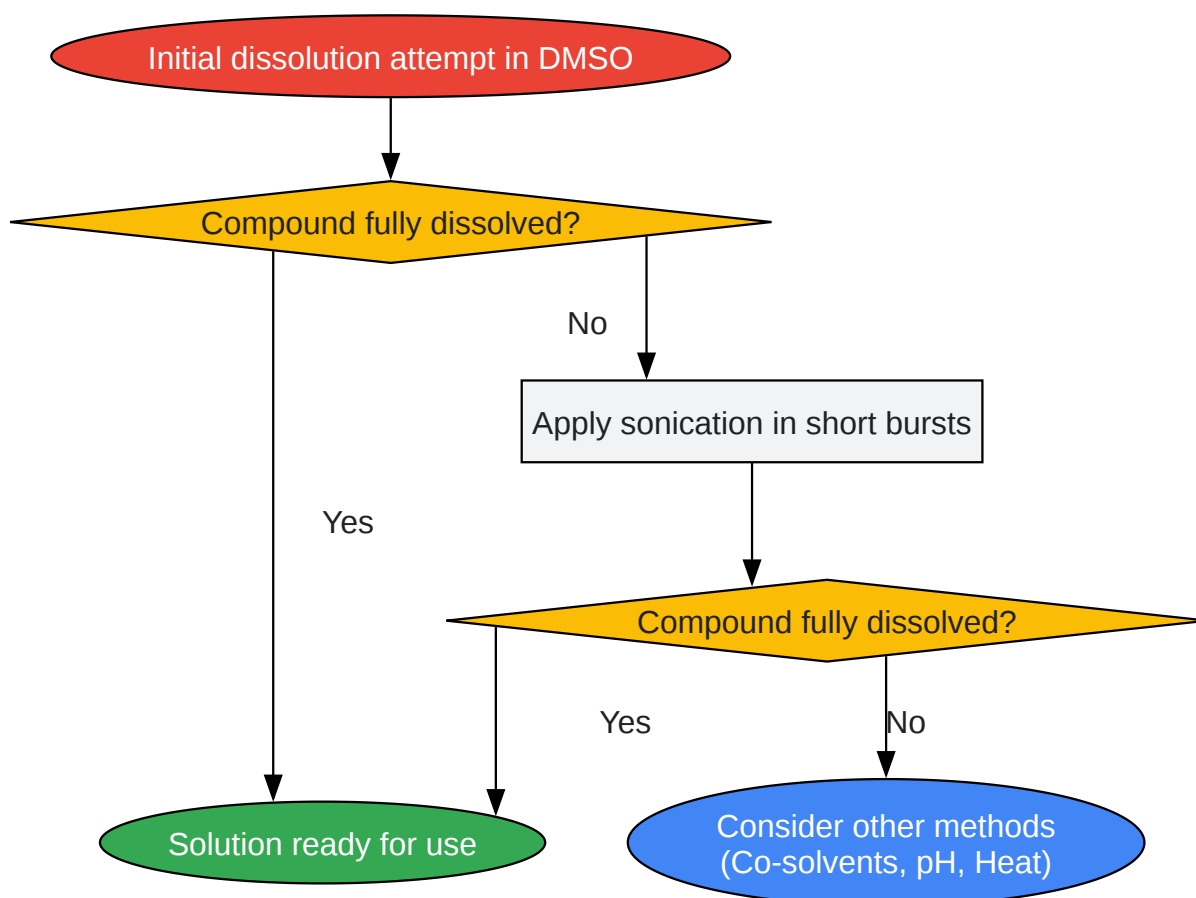 Initial dissolution attempt in DMSO
Compound fully dissolved?
No
Apply sonication in short bursts
Yes
Compound fully dissolved?
Yes
No
Solution ready for use
Consider other methods
(Co-solvents, pH, Heat)